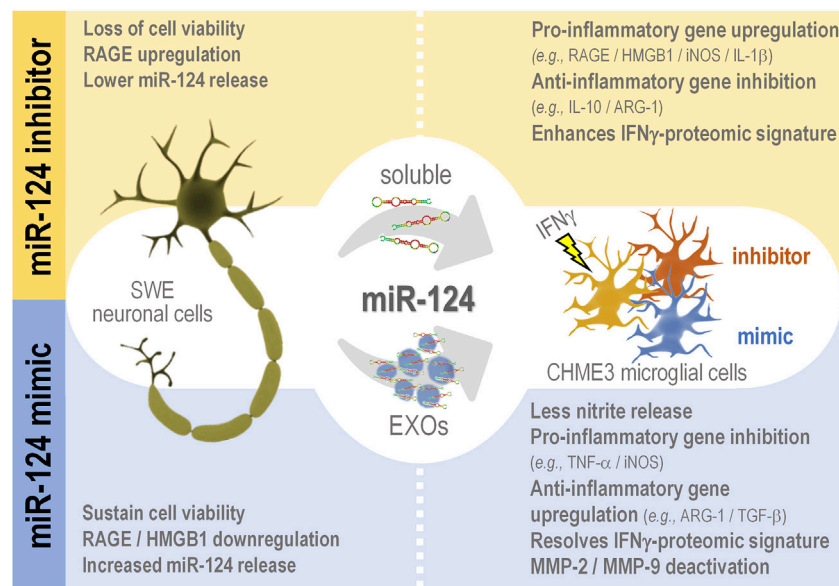 miR-124 inhibitor
Loss of cell viability
RAGE upregulation
Lower miR-124 release
Pro-inflammatory gene upregulation
(e.g., RAGE / HMGB1 / iNOS / IL-1β)
Anti-inflammatory gene inhibition
(e.g., IL-10 / ARG-1)
Enhances IFNγ-proteomic signature
soluble
miR-124
EXOs
SWE
neuronal cells
IFNγ
inhibitor
mimic
CHME3 microglial cells
miR-124 mimic
Sustain cell viability
RAGE / HMGB1 downregulation
Increased miR-124 release
Less nitrite release
Pro-inflammatory gene inhibition
(e.g., TNF-α / iNOS)
Anti-inflammatory gene
upregulation (e.g., ARG-1 / TGF-β)
Resolves IFNγ-proteomic signature
MMP-2 / MMP-9 deactivation